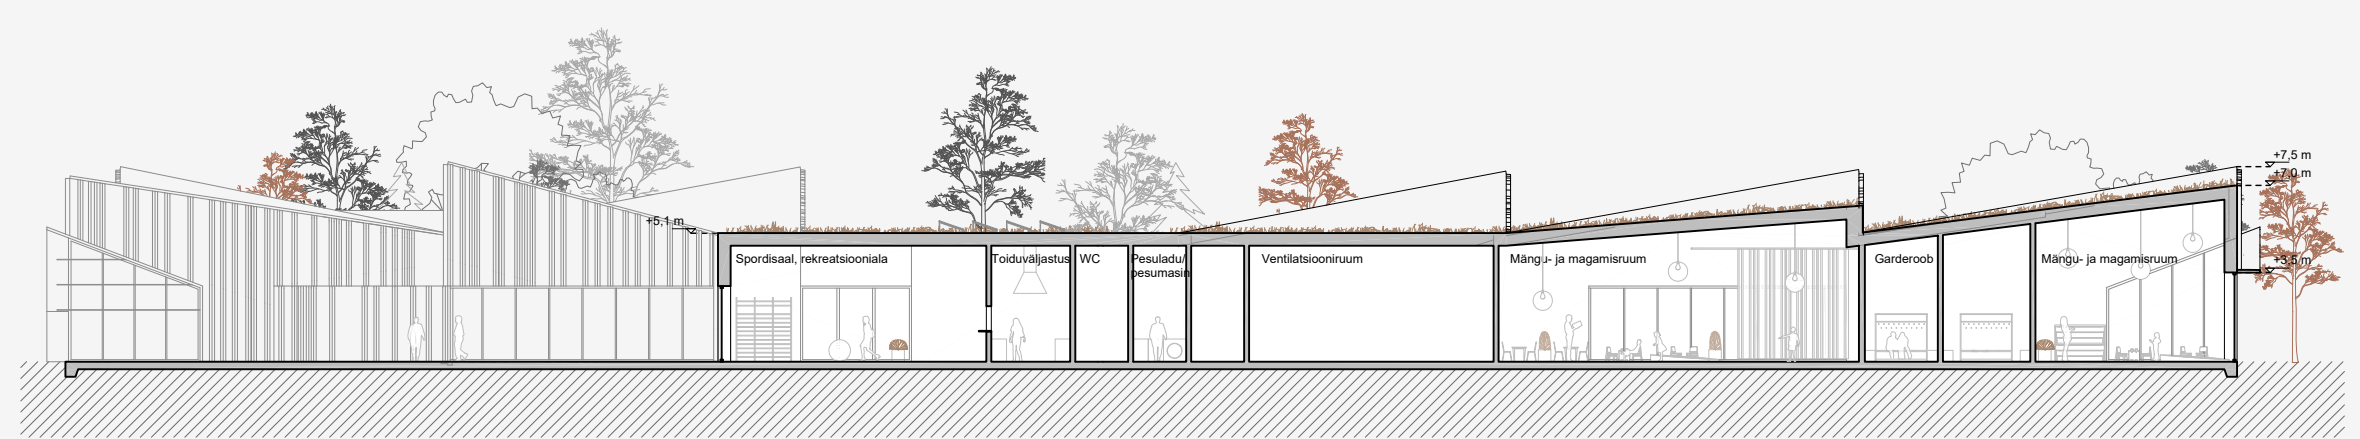 +7,5 m
+7,0 m
+5,1 m
Spordisaal, rekreatsiooniala
Toiduväljastus
WC
Pesuladu/
pesumasin
Ventilatsiooniruum
Mängu- ja magamisruum
Garderoob
Mängu- ja magamisruum
+3,5 m